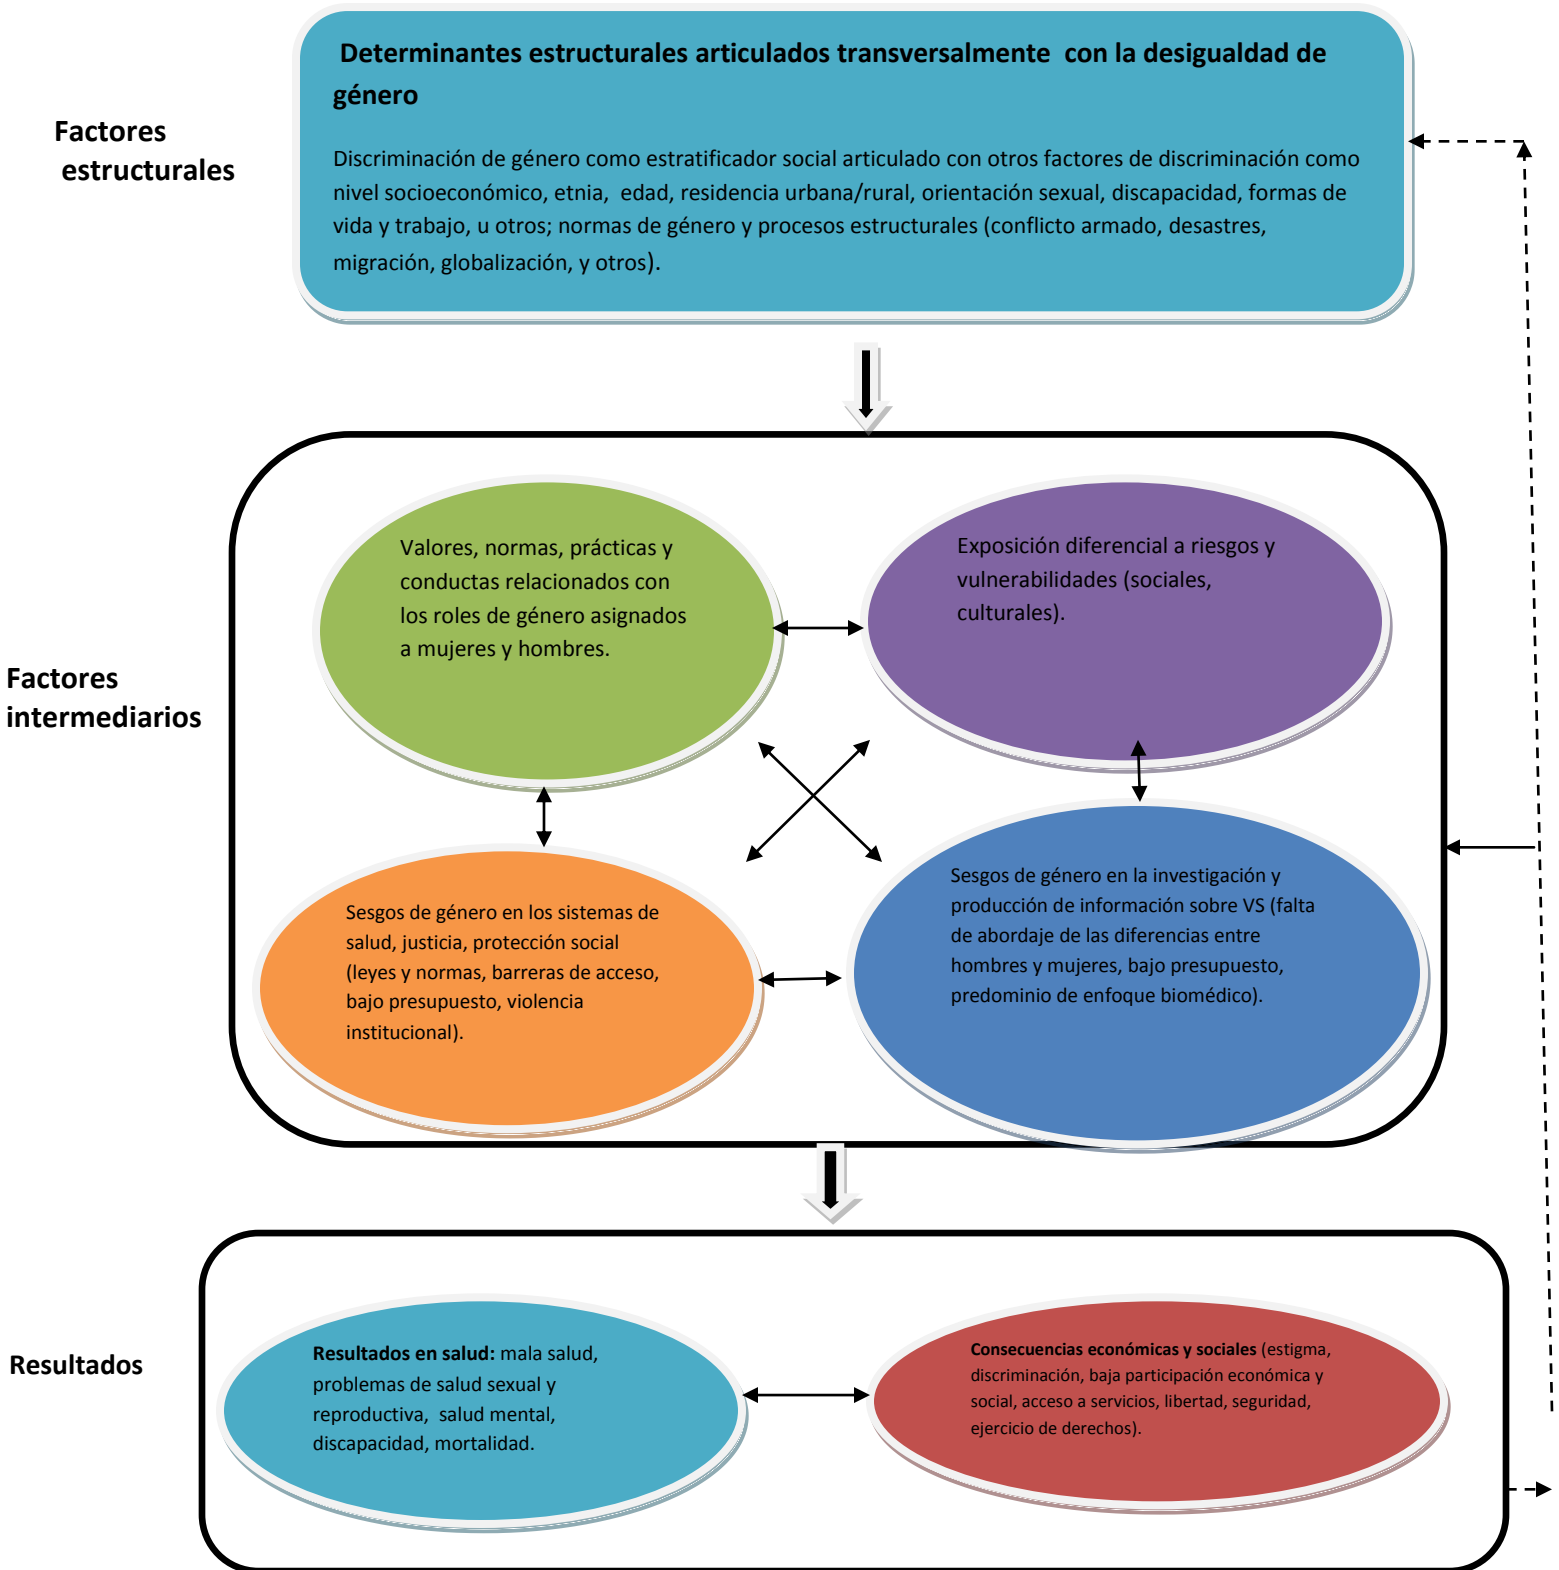 Determinantes estructurales articulados transversalmente con la desigualdad de
género
Factores
estructurales
Discriminación de género como estratificador social articulado con otros factores de discriminación como
nivel socioeconómico, etnia, edad, residencia urbana/rural, orientación sexual, discapacidad, formas de
vida y trabajo, u otros; normas de género y procesos estructurales (conflicto armado, desastres,
migración, globalización, y otros).
Factores
intermediarios
Valores, normas, prácticas y
conductas relacionados con
los roles de género asignados
a mujeres y hombres.
Exposición diferencial a riesgos y
vulnerabilidades (sociales,
culturales).
Sesgos de género en los sistemas de
salud, justicia, protección social
(leyes y normas, barreras de acceso,
bajo presupuesto, violencia
institucional).
Sesgos de género en la investigación y
producción de información sobre VS (falta
de abordaje de las diferencias entre
hombres y mujeres, bajo presupuesto,
predominio de enfoque biomédico).
Resultados
Resultados en salud: mala salud,
problemas de salud sexual y
reproductiva, salud mental,
discapacidad, mortalidad.
Consecuencias económicas y sociales (estigma,
discriminación, baja participación económica y
social, acceso a servicios, libertad, seguridad,
ejercicio de derechos).